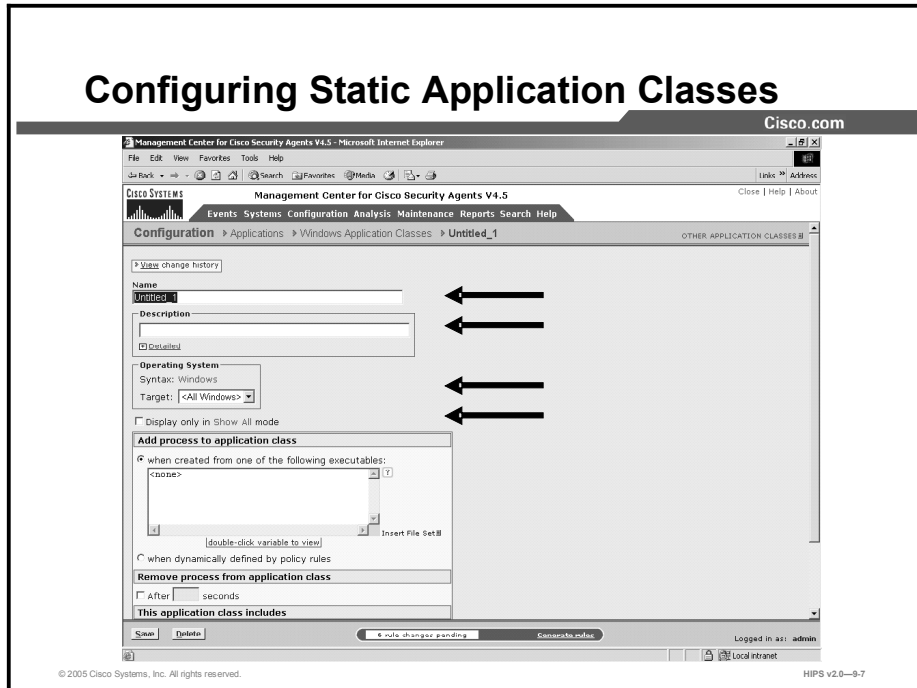 Configuring Static Application Classes
Cisco.com
Management Center for Cisco Security Agents V4.5 - Microsoft Internet Explorer
File Edit View Favorites Tools Help
Back Search Favorites Media Links » Address
CISCO SYSTEMS
Management Center for Cisco Security Agents V4.5
Close | Help | About
Events Systems Configuration Analysis Maintenance Reports Search Help
Configuration Applications Windows Application Classes Untitled_1
OTHER APPLICATION CLASSES
View change history
Name
Untitled_1
Description
Detailed
Operating System
Syntax: Windows
Target: <All Windows>
Display only in Show All mode
Add process to application class
when created from one of the following executables:
<none>
?
Insert File Set
double-click variable to view
when dynamically defined by policy rules
Remove process from application class
After seconds
This application class includes
Save Delete
6 rule changes pending
Generate rules
Logged in as: admin
Local intranet
© 2005 Cisco Systems, Inc. All rights reserved.
HIPS v2.0—9-7